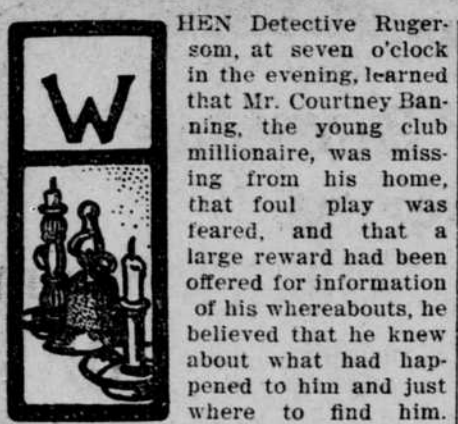 WHEN Detective Ruger-
som, at seven o'clock
in the evening, learned
that Mr. Courtney Ban-
ning, the young club
millionaire, was miss-
ing from his home,
that foul play was
feared, and that a
large reward had been
offered for information
of his whereabouts, he
believed that he knew
about what had hap-
pened to him and just
where to find him.